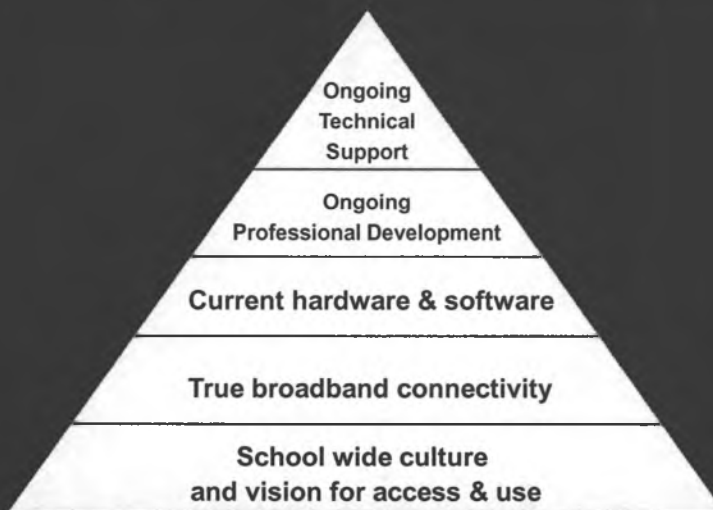 Ongoing
Technical
Support
Ongoing
Professional Development
Current hardware & software
True broadband connectivity
School wide culture
and vision for access & use